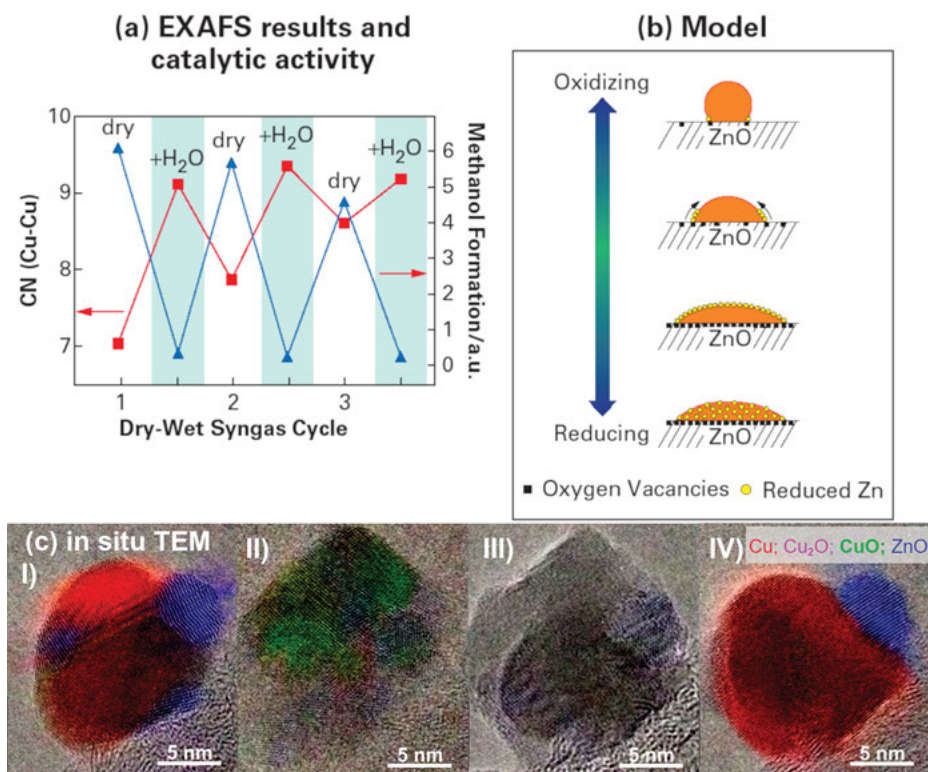 (a) EXAFS results and
catalytic activity
10
9
8
7
CN (Cu-Cu)
dry
+H₂O
dry
+H₂O
dry
+H₂O
6
5
4
3
2
1
0
Methanol Formation/a.u.
1 2 3
Dry-Wet Syngas Cycle
(b) Model
Oxidizing
ZnO
ZnO
ZnO
Reducing
ZnO
Oxygen Vacancies Reduced Zn
(c) in situ TEM
I)
II)
III)
IV)
Cu; Cu₂O; CuO; ZnO
5 nm
5 nm
5 nm
5 nm